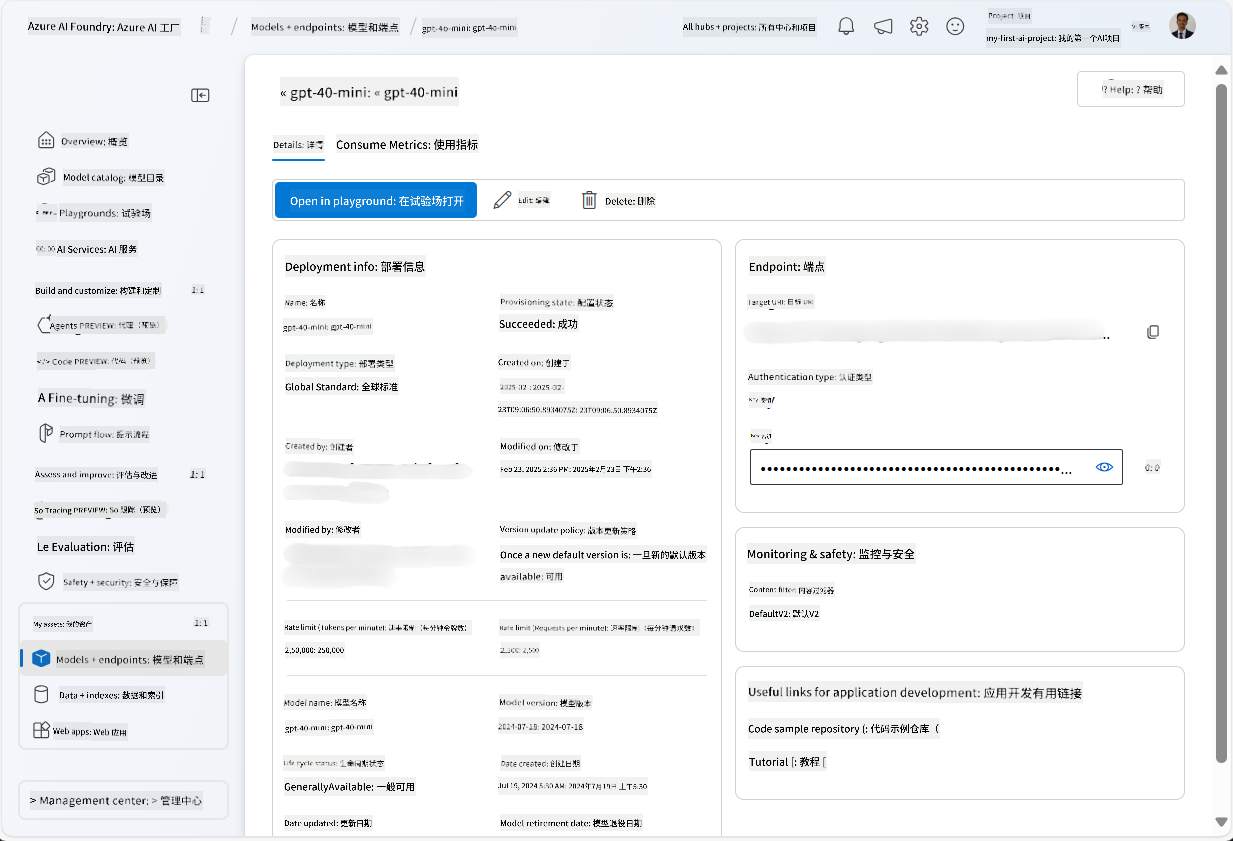 Azure AI Foundry: Azure AI 工厂
Models + endpoints: 模型和端点
gpt-4o-mini: gpt-4o-mini
All hubs + projects: 所有中心和项目
Project: 项目
my-first-ai-project: 我的第一个AI项目
« gpt-40-mini: « gpt-40-mini
!? Help: ? 帮助
Details: 详情
Consume Metrics: 使用指标
Open in playground: 在试验场打开
Edit: 编辑
Delete: 删除
Overview: 概览
Model catalog: 模型目录
Playgrounds: 试验场
AI Services: AI 服务
Build and customize: 构建和定制
1: 1
Agents PREVIEW: 代理（预览）
</> Code PREVIEW: 代码（预览）
A Fine-tuning: 微调
Prompt flow: 提示流程
Assess and improve: 评估与改进
1: 1
So Tracing PREVIEW: So 跟踪（预览）
Le Evaluation: 评估
Safety + security: 安全与保障
My assets: 我的资产
1: 1
Models + endpoints: 模型和端点
Data + indexes: 数据和索引
Web apps: Web 应用
> Management center: > 管理中心
Deployment info: 部署信息
Name: 名称
gpt-4o-mini: gpt-4o-mini
Provisioning state: 配置状态
Succeeded: 成功
Deployment type: 部署类型
Global Standard: 全球标准
Created on: 创建了
2025-02-: 2025-02-
23T09:06:50.8934075Z: 23T09:06:50.8934075Z
Created by: 创建者
Modified on: 修改于
Feb 23, 2025 2:36 PM: 2025年2月23日 下午2:36
Modified by: 修改者
Version update policy: 版本更新策略
Once a new default version is: 一旦新的默认版本
available: 可用
Rate limit (Tokens per minute): 速率限制（每分钟令牌数）
2,50,000: 250,000
Rate limit (Requests per minute): 速率限制（每分钟请求数）
2,500: 2,500
Model name: 模型名称
gpt-4o-mini: gpt-4o-mini
Model version: 模型版本
2024-07-18: 2024-07-18
Life cycle status: 生命周期状态
GenerallyAvailable: 一般可用
Date created: 创建日期
Jul 19, 2024 5:30 AM: 2024年7月19日 上午5:30
Date updated: 更新日期
Model retirement date: 模型退役日期
Endpoint: 端点
Target URI: 目标 URI
Authentication type: 认证类型
Monitoring & safety: 监控与安全
Content filter: 内容过滤器
DefaultV2: 默认V2
Useful links for application development: 应用开发有用链接
Code sample repository (: 代码示例仓库（
Tutorial [: 教程 [